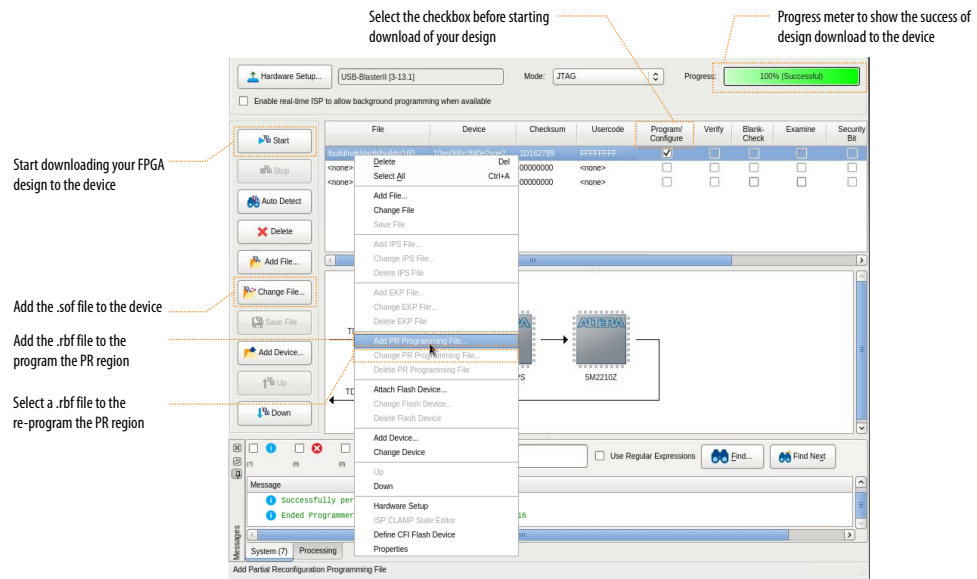 Select the checkbox before starting
download of your design
Progress meter to show the success of
design download to the device
Hardware Setup...
USB-BlasterII [3-13.1]
Mode: JTAG
Progress: 100% (Successful)
Enable real-time ISP to allow background programming when available
Start downloading your FPGA
design to the device
Add the .sof file to the device
Add the .rbf file to the
program the PR region
Select a .rbf file to the
re-program the PR region
Start
Stop
Auto Detect
Delete
Add File...
Change File...
Save File
Add Device...
Up
Down
File Device Checksum Usercode Program/ Verify Blank- Examine Security
Configure Check Bit
1D162799 FFFFFFFF
<none> 00000000 <none>
<none> 00000000 <none>
Delete Del
Select All Ctrl+A
Add File...
Change File
Save File
Add IPS File...
Change IPS File...
Delete IPS File
Add EKP File...
Change EKP File...
Delete EKP File
Add PR Programming File...
Change PR Programming File...
Delete PR Programming File
Attach Flash Device...
Change Flash Device...
Delete Flash Device
Add Device...
Change Device
Up
Down
Hardware Setup
ISP CLAMP State Editor
Define CFI Flash Device
Properties
ALTERA
5M2210Z
(7) (0) (0)
Use Regular Expressions
Find...
Find Next
Message
Successfully per
Ended Programmer 16
Messages
System (7) Processing
Add Partial Reconfiguration Programming File